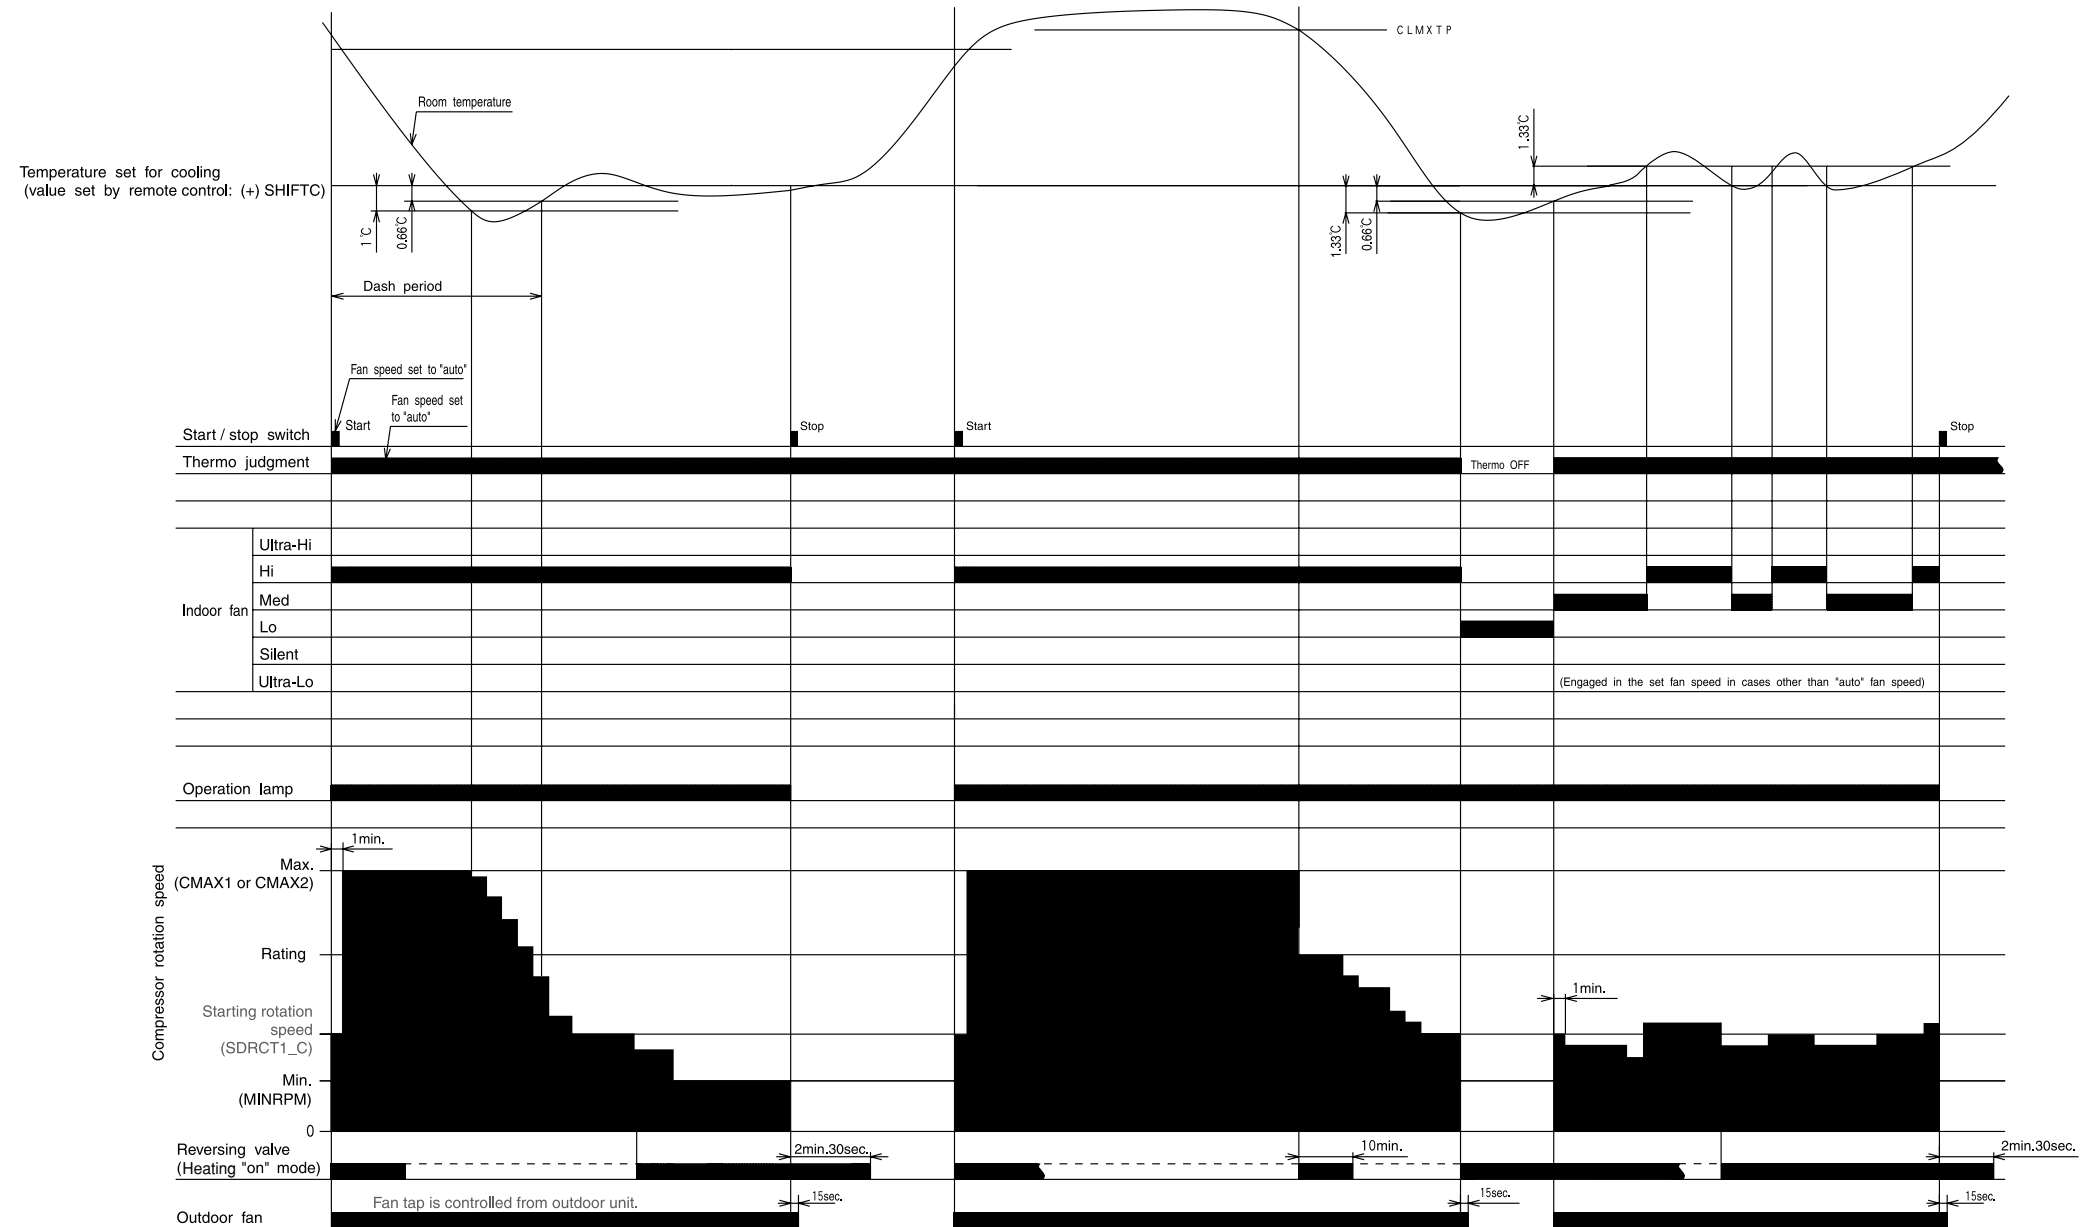 CLMXTP
Room temperature
1.33℃
Temperature set for cooling
(value set by remote control: (+) SHIFTC)
1℃
0.66℃
1.33℃
0.66℃
Dash period
Fan speed set to "auto"
Fan speed set
to "auto"
Start / stop switch
Start
Stop
Start
Stop
Thermo judgment
Thermo OFF
Indoor fan
Ultra-Hi
Hi
Med
Lo
Silent
Ultra-Lo
(Engaged in the set fan speed in cases other than "auto" fan speed)
Operation lamp
1min.
Compressor rotation speed
Max.
(CMAX1 or CMAX2)
Rating
1min.
Starting rotation
speed
(SDRCT1_C)
Min.
(MINRPM)
0
Reversing valve
(Heating "on" mode)
2min.30sec.
10min.
2min.30sec.
Fan tap is controlled from outdoor unit.
15sec.
15sec.
15sec.
Outdoor fan